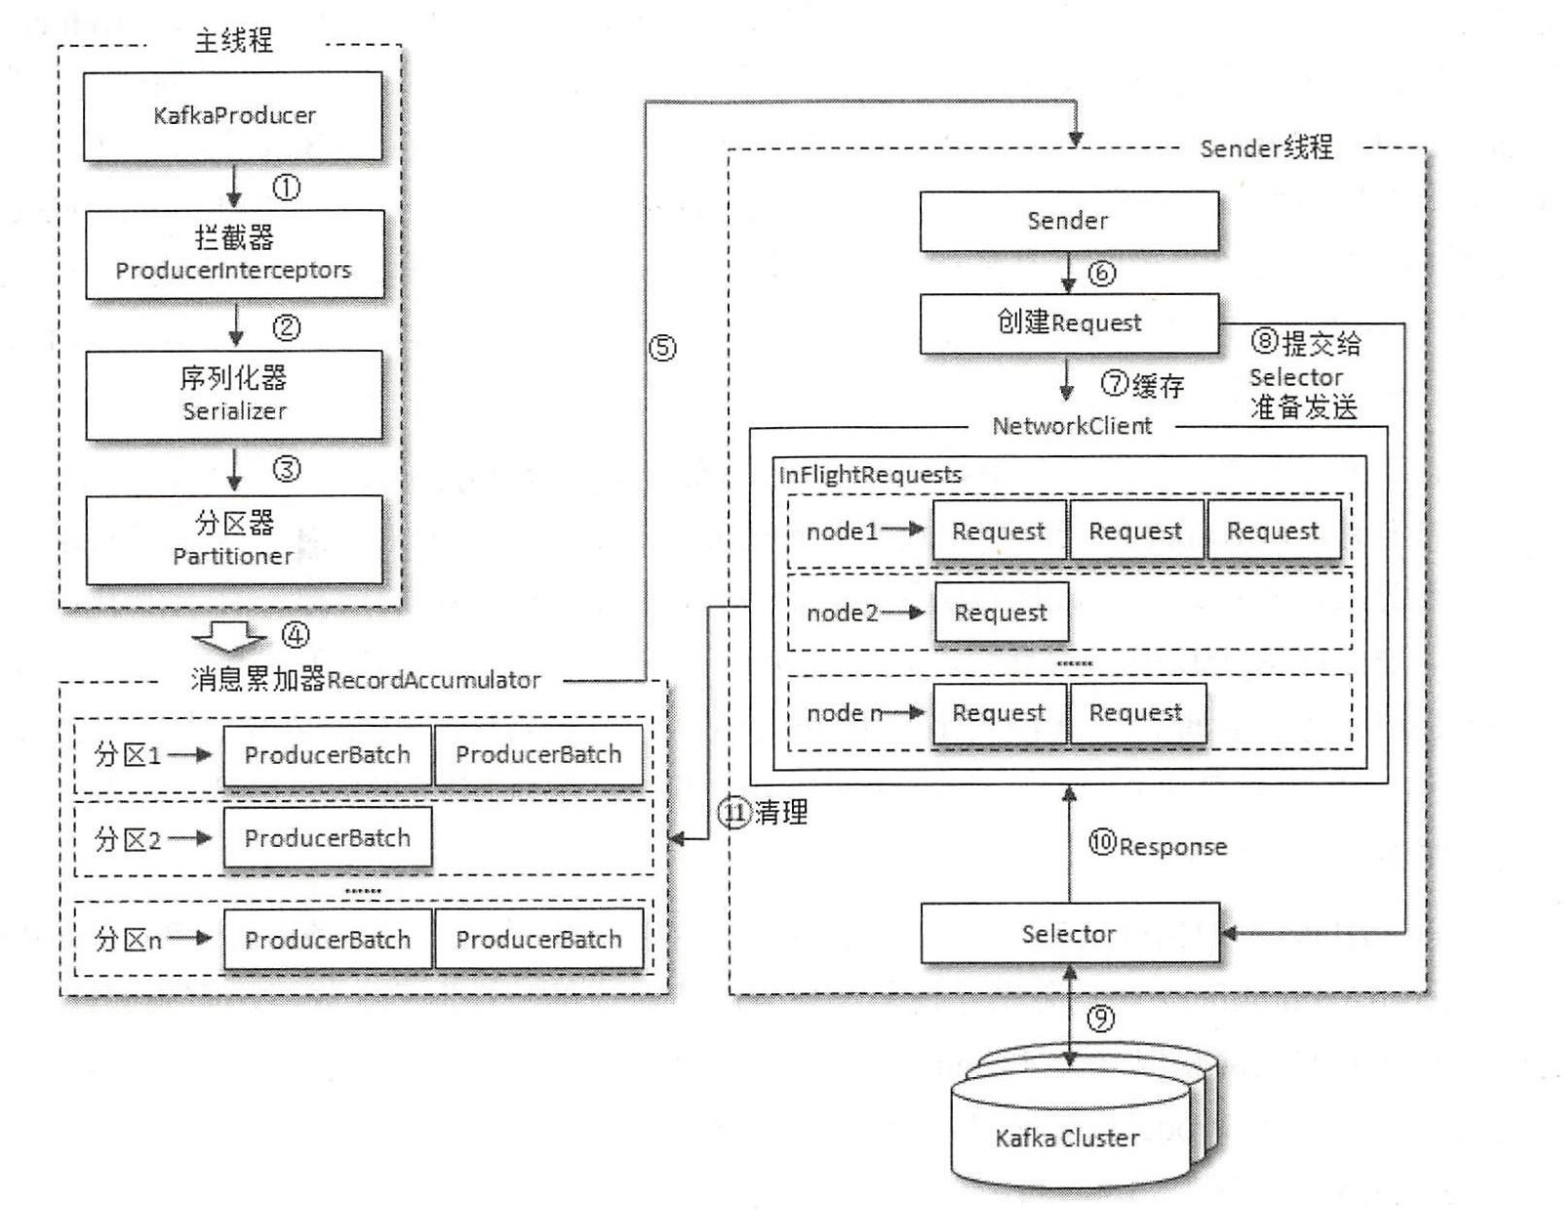 主线程
KafkaProducer
①
拦截器
ProducerInterceptors
②
序列化器
Serializer
③
分区器
Partitioner
④
消息累加器RecordAccumulator
分区1 ProducerBatch ProducerBatch
分区2 ProducerBatch
......
分区n ProducerBatch ProducerBatch
⑤
Sender线程
Sender
⑥
创建Request
⑦缓存
⑧提交给
Selector
准备发送
NetworkClient
InFlightRequests
node1 Request Request Request
node2 Request
......
node n Request Request
⑪清理
⑩Response
Selector
⑨
Kafka Cluster